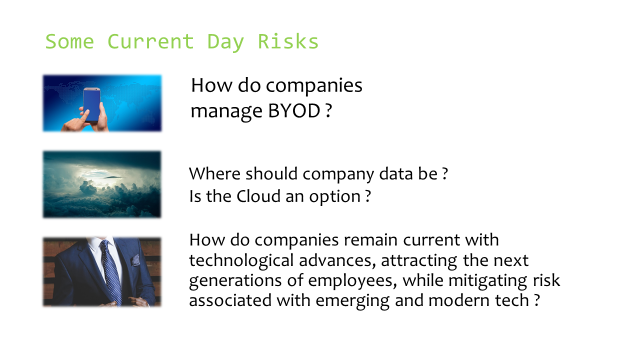 Some Current Day Risks
How do companies
manage BYOD ?
Where should company data be ?
Is the Cloud an option ?
How do companies remain current with
technological advances, attracting the next
generations of employees, while mitigating risk
associated with emerging and modern tech ?